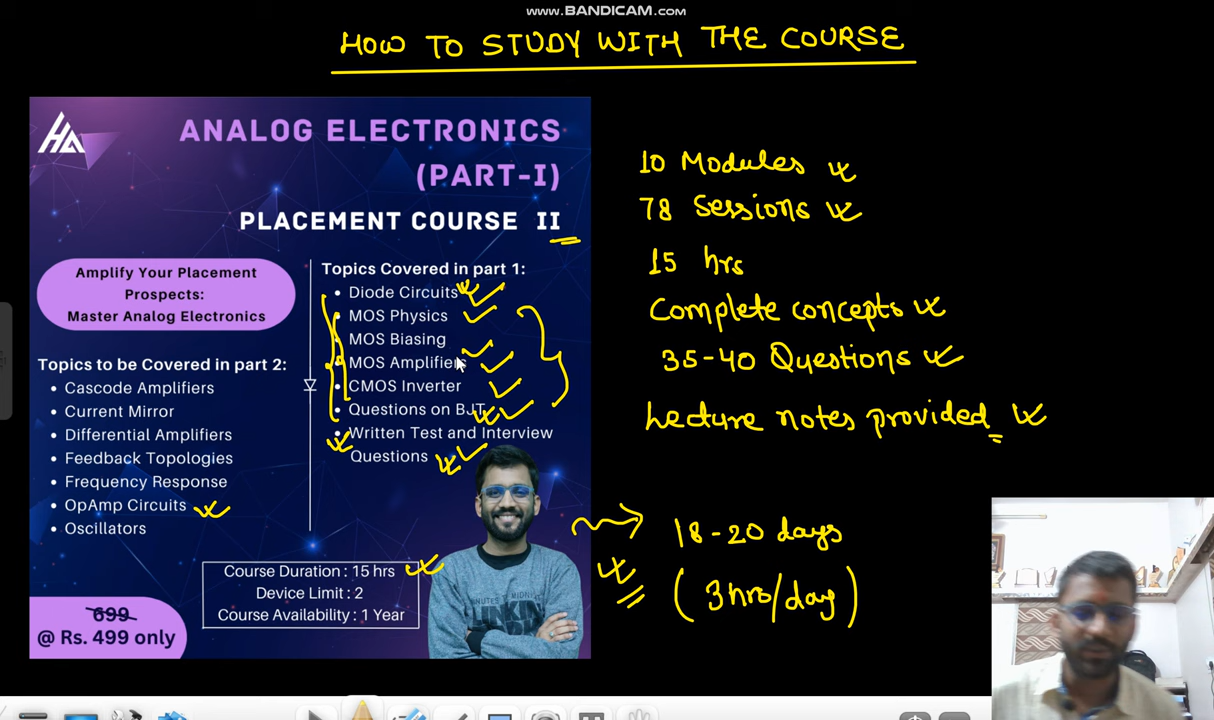 www.BANDICAM.com
HOW TO STUDY WITH THE COURSE
HA
ANALOG ELECTRONICS
(PART-I)
PLACEMENT COURSE II
Amplify Your Placement
Prospects:
Master Analog Electronics
Topics to be Covered in part 2:
• Cascode Amplifiers
• Current Mirror
• Differential Amplifiers
• Feedback Topologies
• Frequency Response
• OpAmp Circuits
• Oscillators
Topics Covered in part 1:
• Diode Circuits
• MOS Physics
• MOS Biasing
• MOS Amplifiers
• CMOS Inverter
• Questions on BJT
• Written Test and Interview
Questions
Course Duration : 15 hrs
Device Limit : 2
Course Availability : 1 Year
699
@ Rs. 499 only
10 Modules
78 Sessions
15 hrs
Complete concepts
35-40 Questions
Lecture notes provided
18-20 days
(3hrs/day)